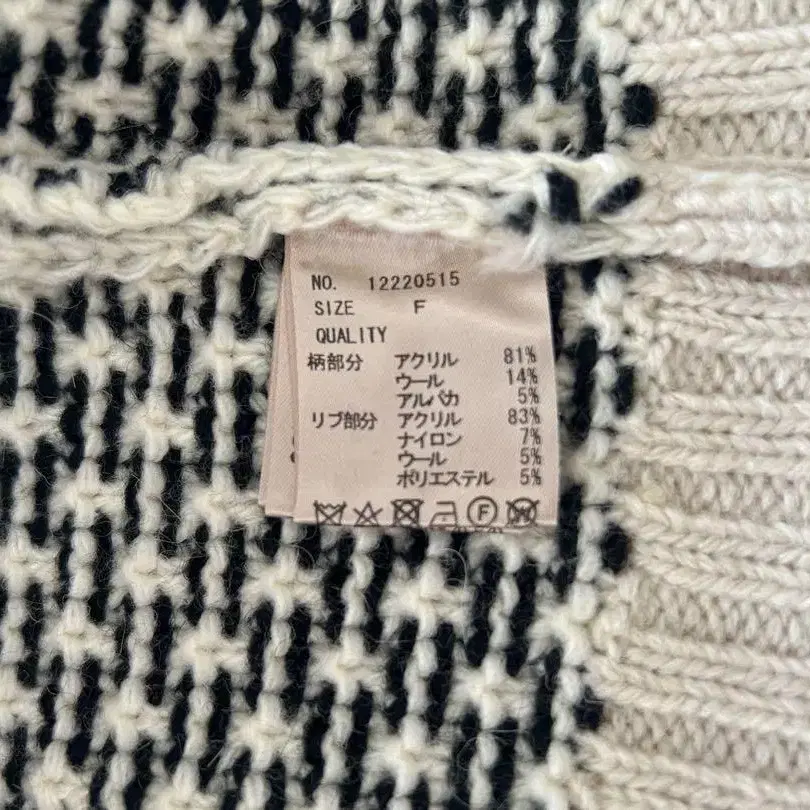 NO. 12220515
SIZE F
QUALITY
柄部分 アクリル 81%
ウール 14%
アルパカ 5%
リブ部分 アクリル 83%
ナイロン 7%
ウール 5%
ポリエステル 5%
F W